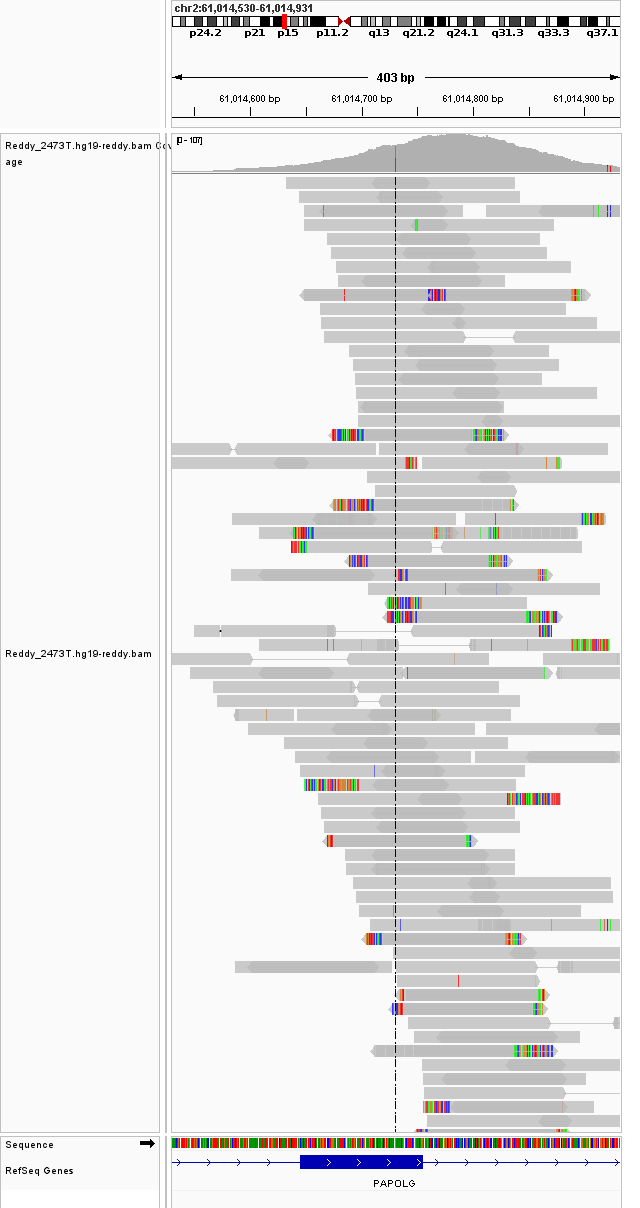 chr2:61,014,530-61,014,931
p24.2 p21 p15 p11.2 q13 q21.2 q24.1 q31.3 q33.3 q37.1
403 bp
61,014,600 bp 61,014,700 bp 61,014,800 bp 61,014,900 bp
[0 - 107]
Reddy_2473T.hg19-reddy.bam Cov
age
Reddy_2473T.hg19-reddy.bam
Sequence
RefSeq Genes
PAPOLG